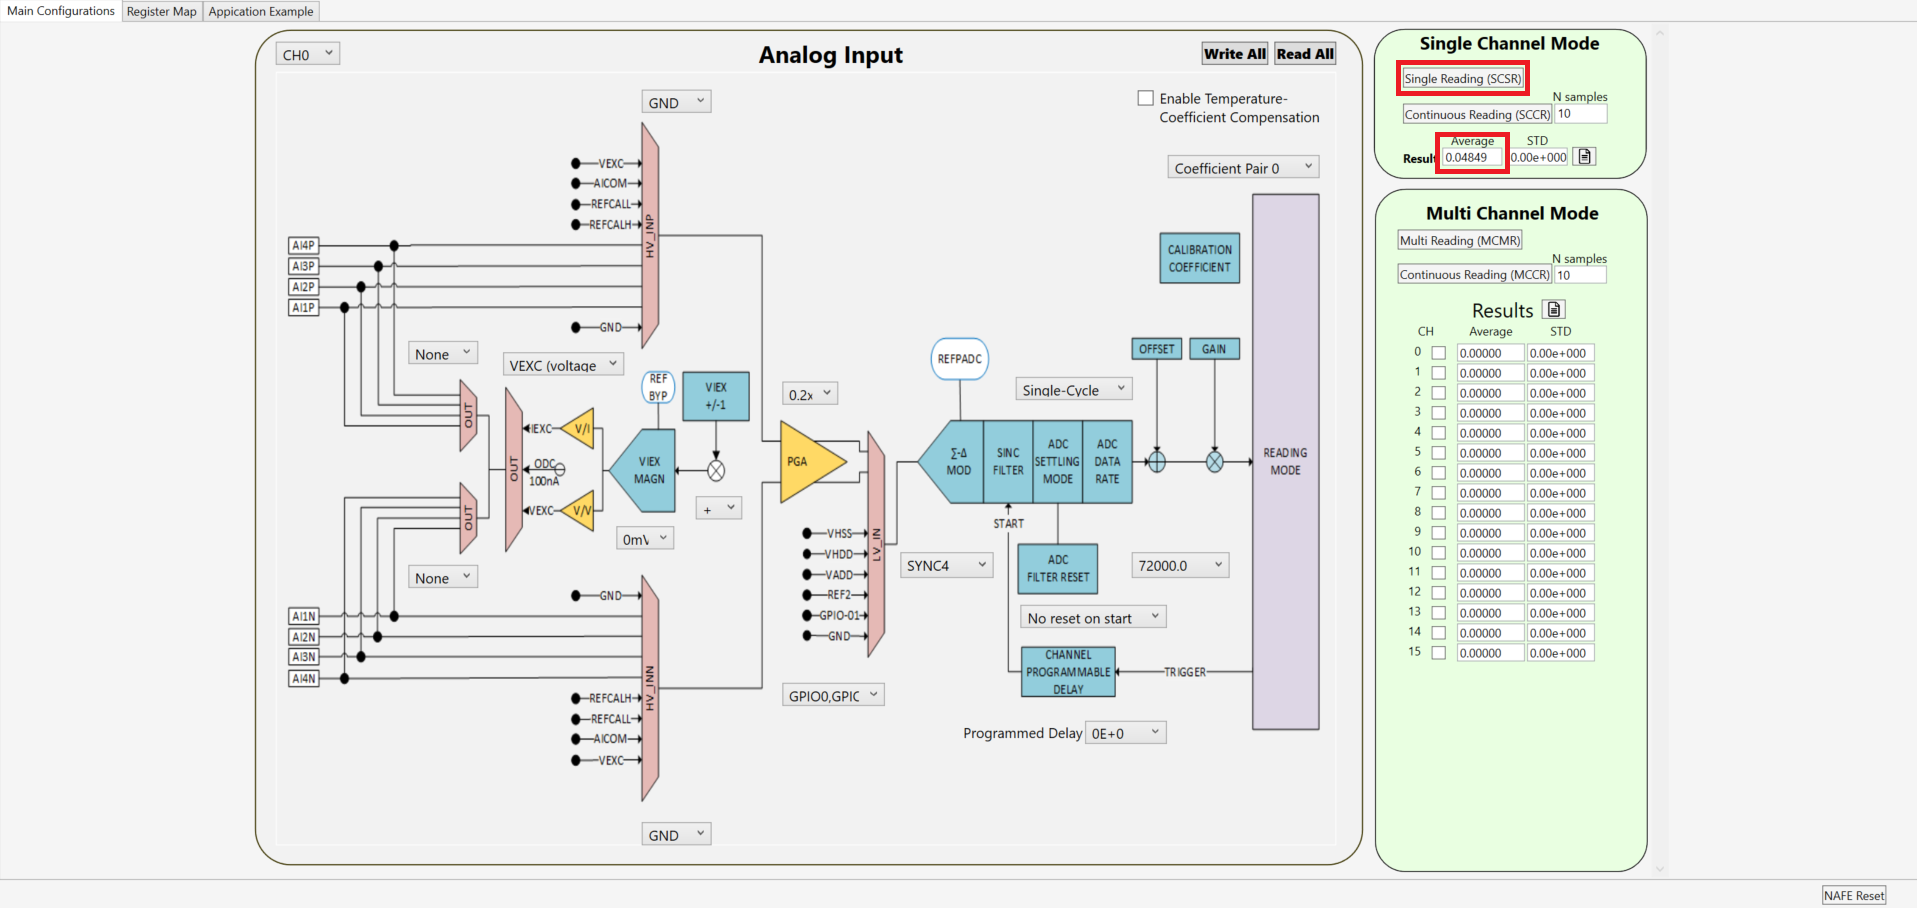 Main Configurations
Register Map
Appication Example
CH0
Analog Input
Write All
Read All
GND
Enable Temperature-
Coefficient Compensation
Coefficient Pair 0
VEXC
AICOM
REFCALL
REFCALH
HV_INP
AI4P
AI3P
AI2P
AI1P
GND
CALIBRATION
COEFFICIENT
None
VEXC (voltage
REF
BYP
VIEX
+/-1
0.2x
REFPADC
Single-Cycle
OFFSET
GAIN
OUT
OUT
IEXC
V/I
ODC
100nA
VIEX
MAGN
VEXC
V/V
OUT
+
0mV
PGA
Σ-Δ
MOD
SINC
FILTER
ADC
SETTLING
MODE
ADC
DATA
RATE
READING
MODE
START
VHSS
VHDD
VADD
REF2
GPIO-01
GND
LV_IN
SYNC4
ADC
FILTER RESET
72000.0
No reset on start
None
GND
AI1N
AI2N
AI3N
AI4N
HV_INN
REFCALH
REFCALL
AICOM
VEXC
CHANNEL
PROGRAMMABLE
DELAY
TRIGGER
GPIO0,GPIC
Programmed Delay
0E+0
GND
Single Channel Mode
Single Reading (SCSR)
N samples
Continuous Reading (SCCR)
10
Average
STD
Result
0.04849
0.00e+000
Multi Channel Mode
Multi Reading (MCMR)
N samples
Continuous Reading (MCCR)
10
Results
CH
Average
STD
0 0.00000 0.00e+000
1 0.00000 0.00e+000
2 0.00000 0.00e+000
3 0.00000 0.00e+000
4 0.00000 0.00e+000
5 0.00000 0.00e+000
6 0.00000 0.00e+000
7 0.00000 0.00e+000
8 0.00000 0.00e+000
9 0.00000 0.00e+000
10 0.00000 0.00e+000
11 0.00000 0.00e+000
12 0.00000 0.00e+000
13 0.00000 0.00e+000
14 0.00000 0.00e+000
15 0.00000 0.00e+000
NAFE Reset